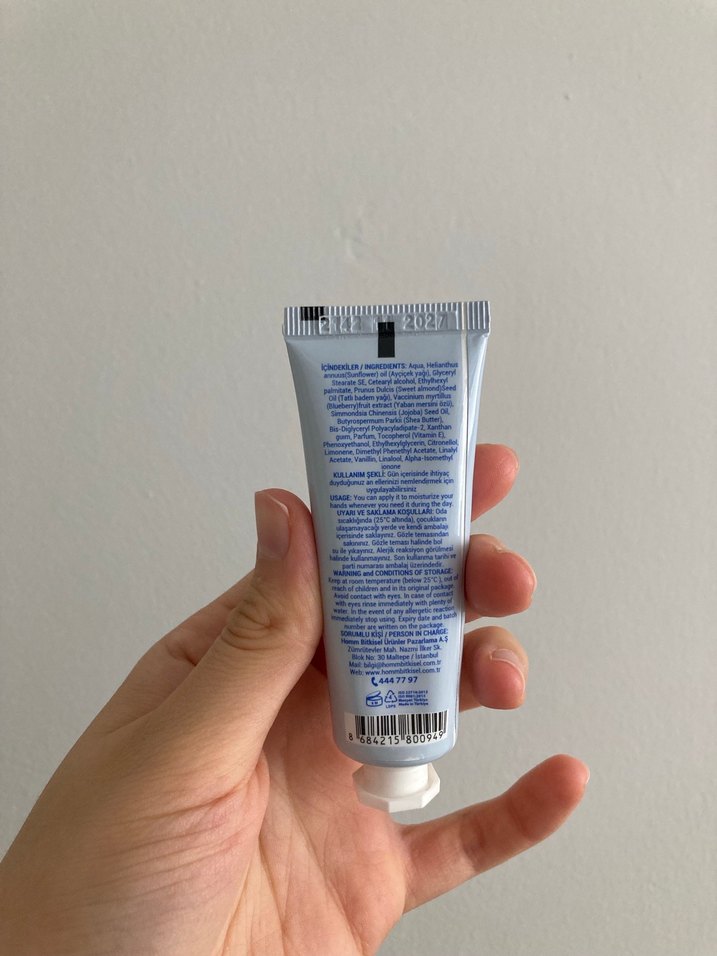 2142 11 2027
İÇİNDEKİLER / INGREDIENTS: Aqua, Helianthus
annuus(Sunflower) oil (Ayçiçek yağı), Glyceryl
Stearate SE, Cetearyl alcohol, Ethylhexyl
palmitate, Prunus Dulcis (Sweet almond)Seed
Oil (Tatlı badem yağı), Vaccinium myrtillus
(Blueberry)fruit extract (Yaban mersini özü),
Simmondsia Chinensis (Jojoba) Seed Oil,
Butyrospermum Parkii (Shea Butter),
Bis-Diglyceryl Polyacyladipate-2, Xanthan
gum, Parfum, Tocopherol (Vitamin E),
Phenoxyethanol, Ethylhexylglycerin, Citronellol,
Limonene, Dimethyl Phenethyl Acetate, Linalyl
Acetate, Vanillin, Linalool, Alpha-Isomethyl
ionone
KULLANIM ŞEKLİ: Gün içerisinde ihtiyaç
duyduğunuz an ellerinizi nemlendirmek için
uygulayabilirsiniz
USAGE: You can apply it to moisturize your
hands whenever you need it during the day.
UYARI VE SAKLAMA KOŞULLARI: Oda
sıcaklığında (25°C altında), çocukların
ulaşamayacağı yerde ve kendi ambalajı
içerisinde saklayınız. Gözle temasından
sakınınız. Gözle teması halinde bol
su ile yıkayınız. Alerjik reaksiyon görülmesi
halinde kullanmayınız. Son kullanma tarihi ve
parti numarası ambalaj üzerindedir.
WARNING and CONDITIONS OF STORAGE:
Keep at room temperature (below 25°C ), out of
reach of children and in its original package.
Avoid contact with eyes. In case of contact
with eyes rinse immediately with plenty of
water. In the event of any allergic reaction
immediately stop using. Expiry date and batch
number are written on the package.
SORUMLU KİŞİ / PERSON IN CHARGE:
Homm Bitkisel Ürünler Pazarlama A.Ş
Zümrütevler Mah. Nazmi İlker Sk.
Blok No: 30 Maltepe / İstanbul
Mail: bilgi@hommbitkisel.com.tr
Web: www.hommbitkisel.com.tr
444 77 97
ISO 22716:2013
ISO 9001:2015
Menşei: Türkiye
Made in Türkiye
4
LDPE
8 684215 800949